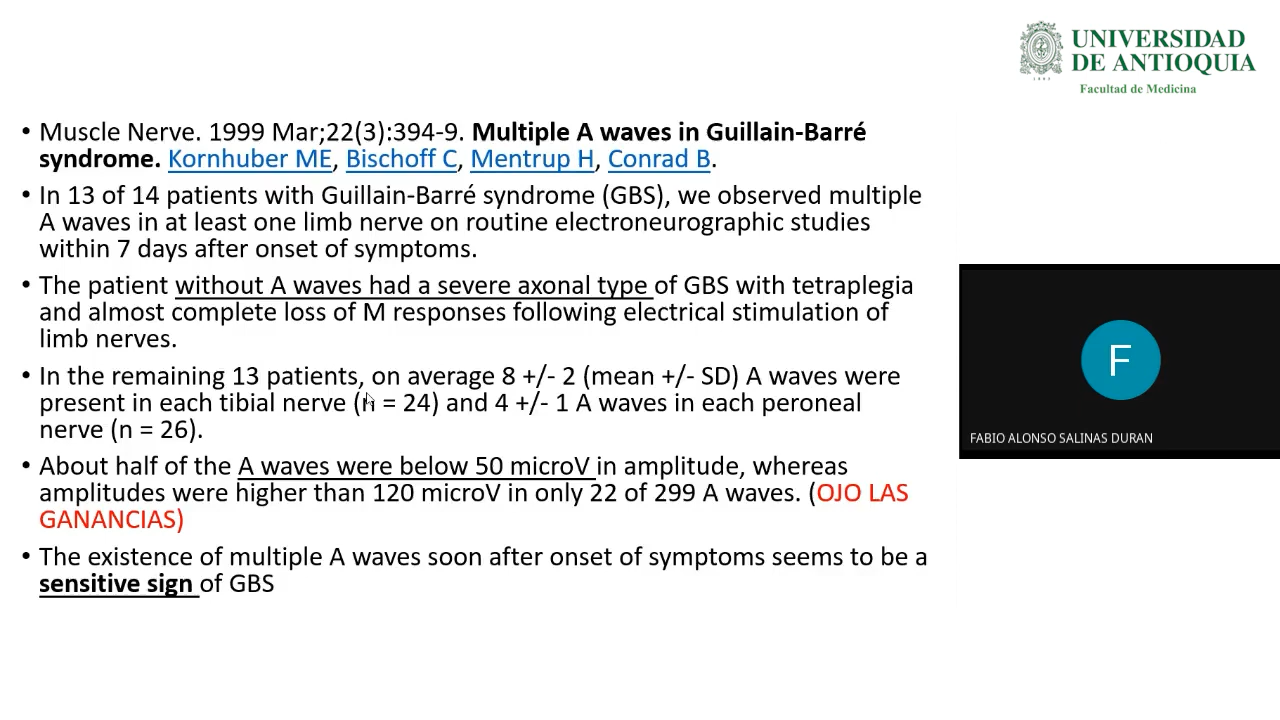 UNIVERSIDAD
DE ANTIOQUIA
1803
Facultad de Medicina
• Muscle Nerve. 1999 Mar;22(3):394-9. Multiple A waves in Guillain-Barré
syndrome. Kornhuber ME, Bischoff C, Mentrup H, Conrad B.
• In 13 of 14 patients with Guillain-Barré syndrome (GBS), we observed multiple
A waves in at least one limb nerve on routine electroneurographic studies
within 7 days after onset of symptoms.
• The patient without A waves had a severe axonal type of GBS with tetraplegia
and almost complete loss of M responses following electrical stimulation of
limb nerves.
• In the remaining 13 patients, on average 8 +/- 2 (mean +/- SD) A waves were
present in each tibial nerve (n = 24) and 4 +/- 1 A waves in each peroneal
nerve (n = 26).
• About half of the A waves were below 50 microV in amplitude, whereas
amplitudes were higher than 120 microV in only 22 of 299 A waves. (OJO LAS
GANANCIAS)
• The existence of multiple A waves soon after onset of symptoms seems to be a
sensitive sign of GBS
F
FABIO ALONSO SALINAS DURAN